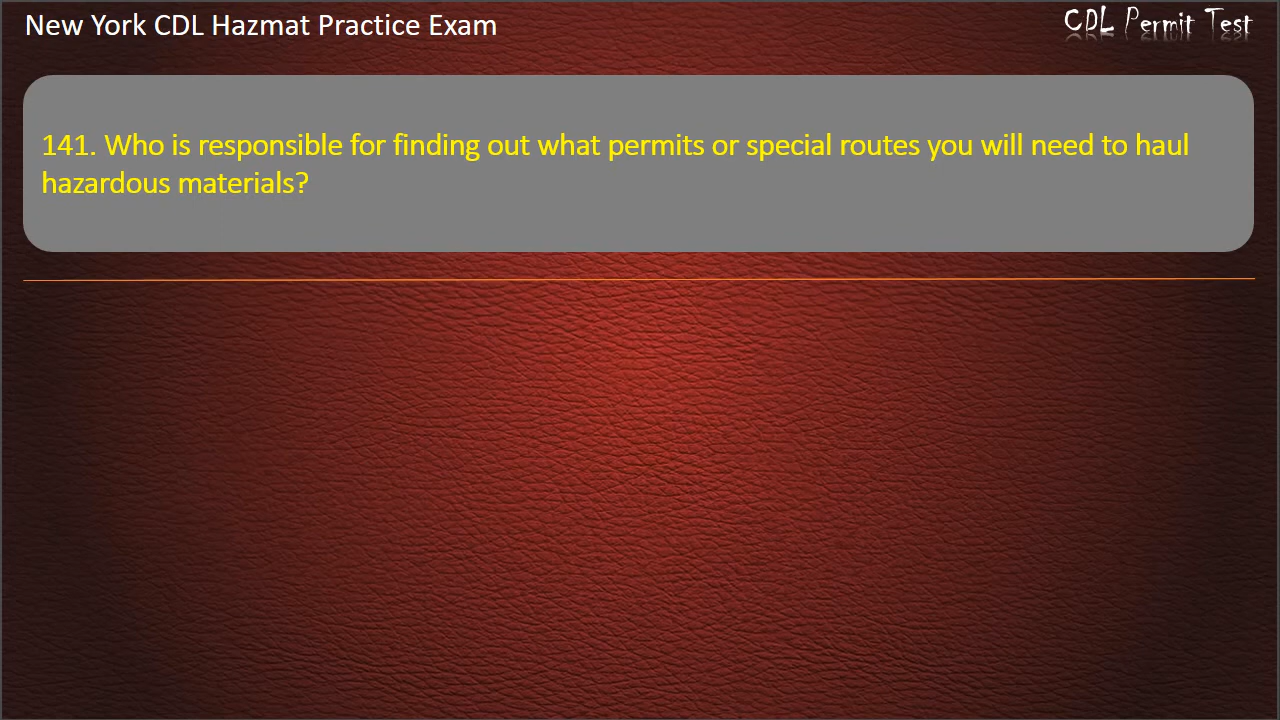 New York CDL Hazmat Practice Exam
CDL Permit Test
141. Who is responsible for finding out what permits or special routes you will need to haul
hazardous materials?